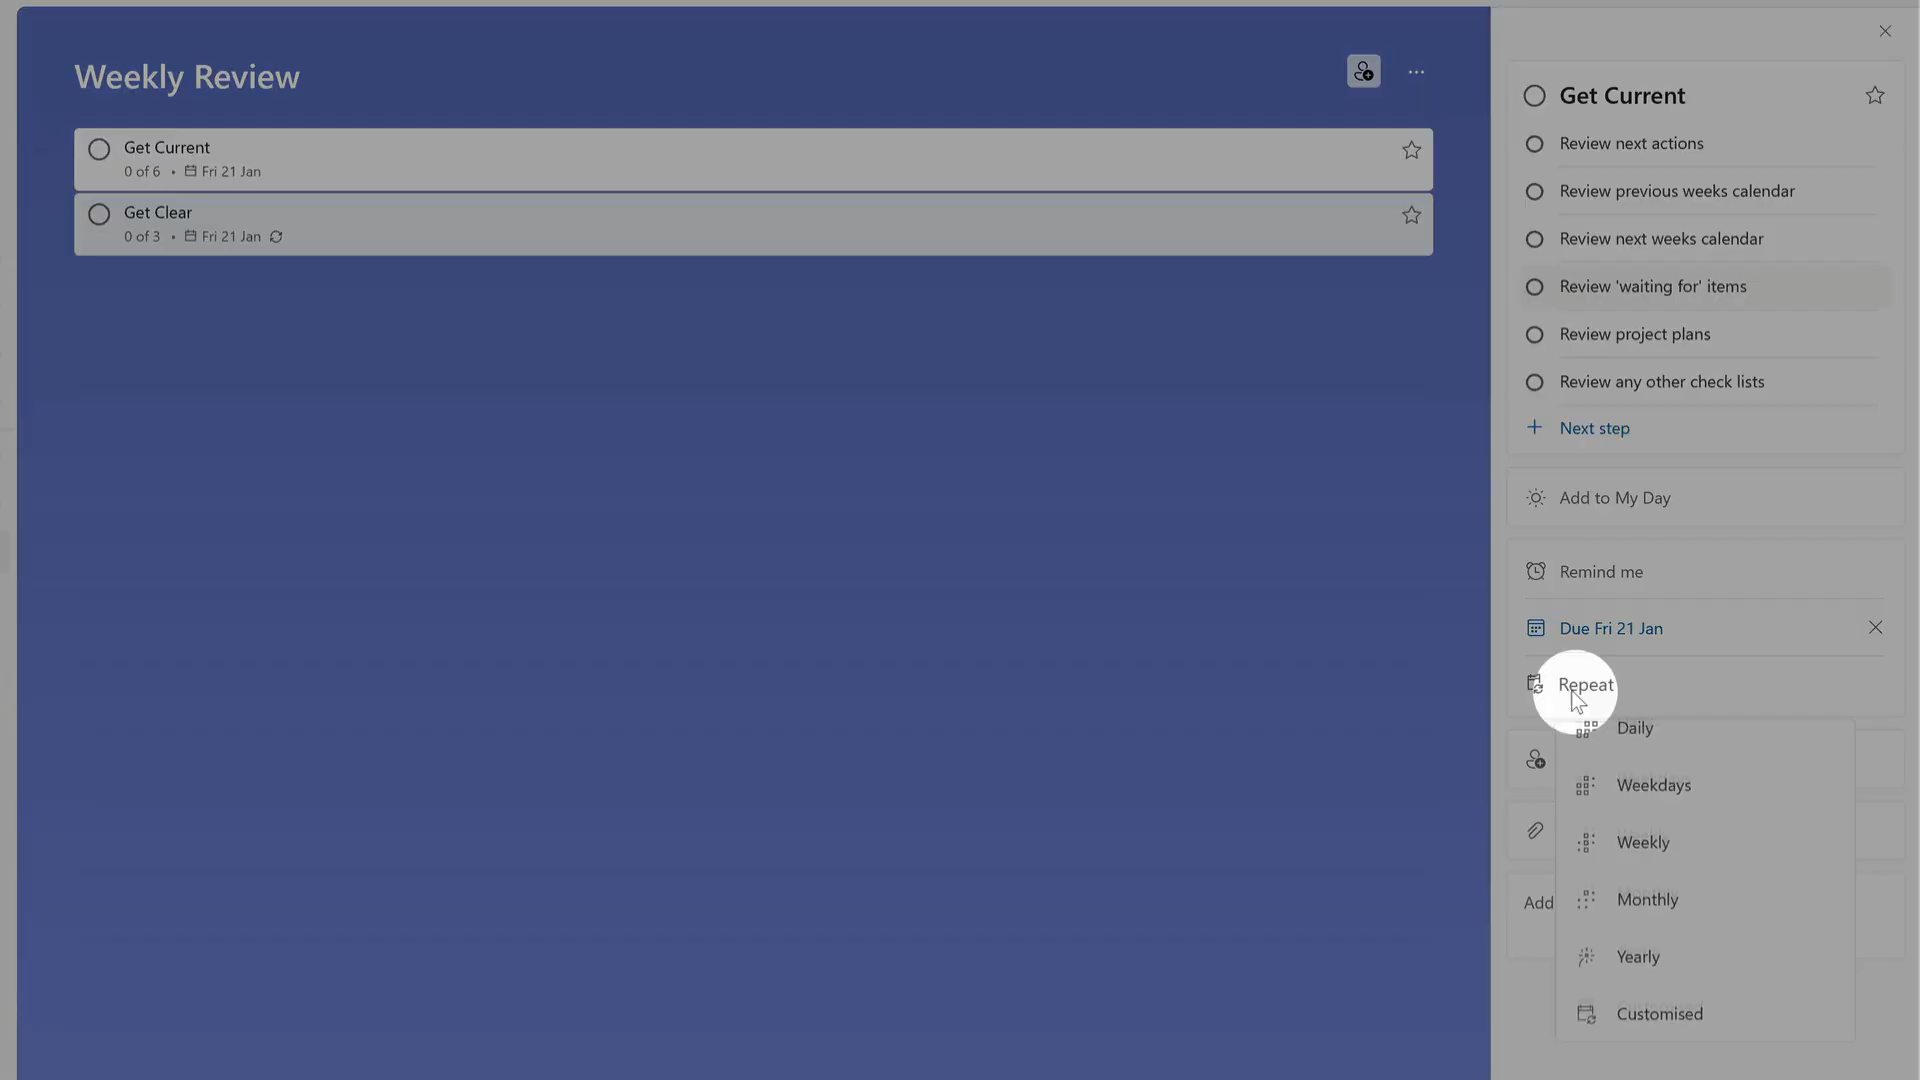 Weekly Review
Get Current
0 of 6 • Fri 21 Jan
Get Clear
0 of 3 • Fri 21 Jan
Get Current
Review next actions
Review previous weeks calendar
Review next weeks calendar
Review 'waiting for' items
Review project plans
Review any other check lists
Next step
Add to My Day
Remind me
Due Fri 21 Jan
Repeat
Daily
Weekdays
Weekly
Monthly
Add
Yearly
Customised